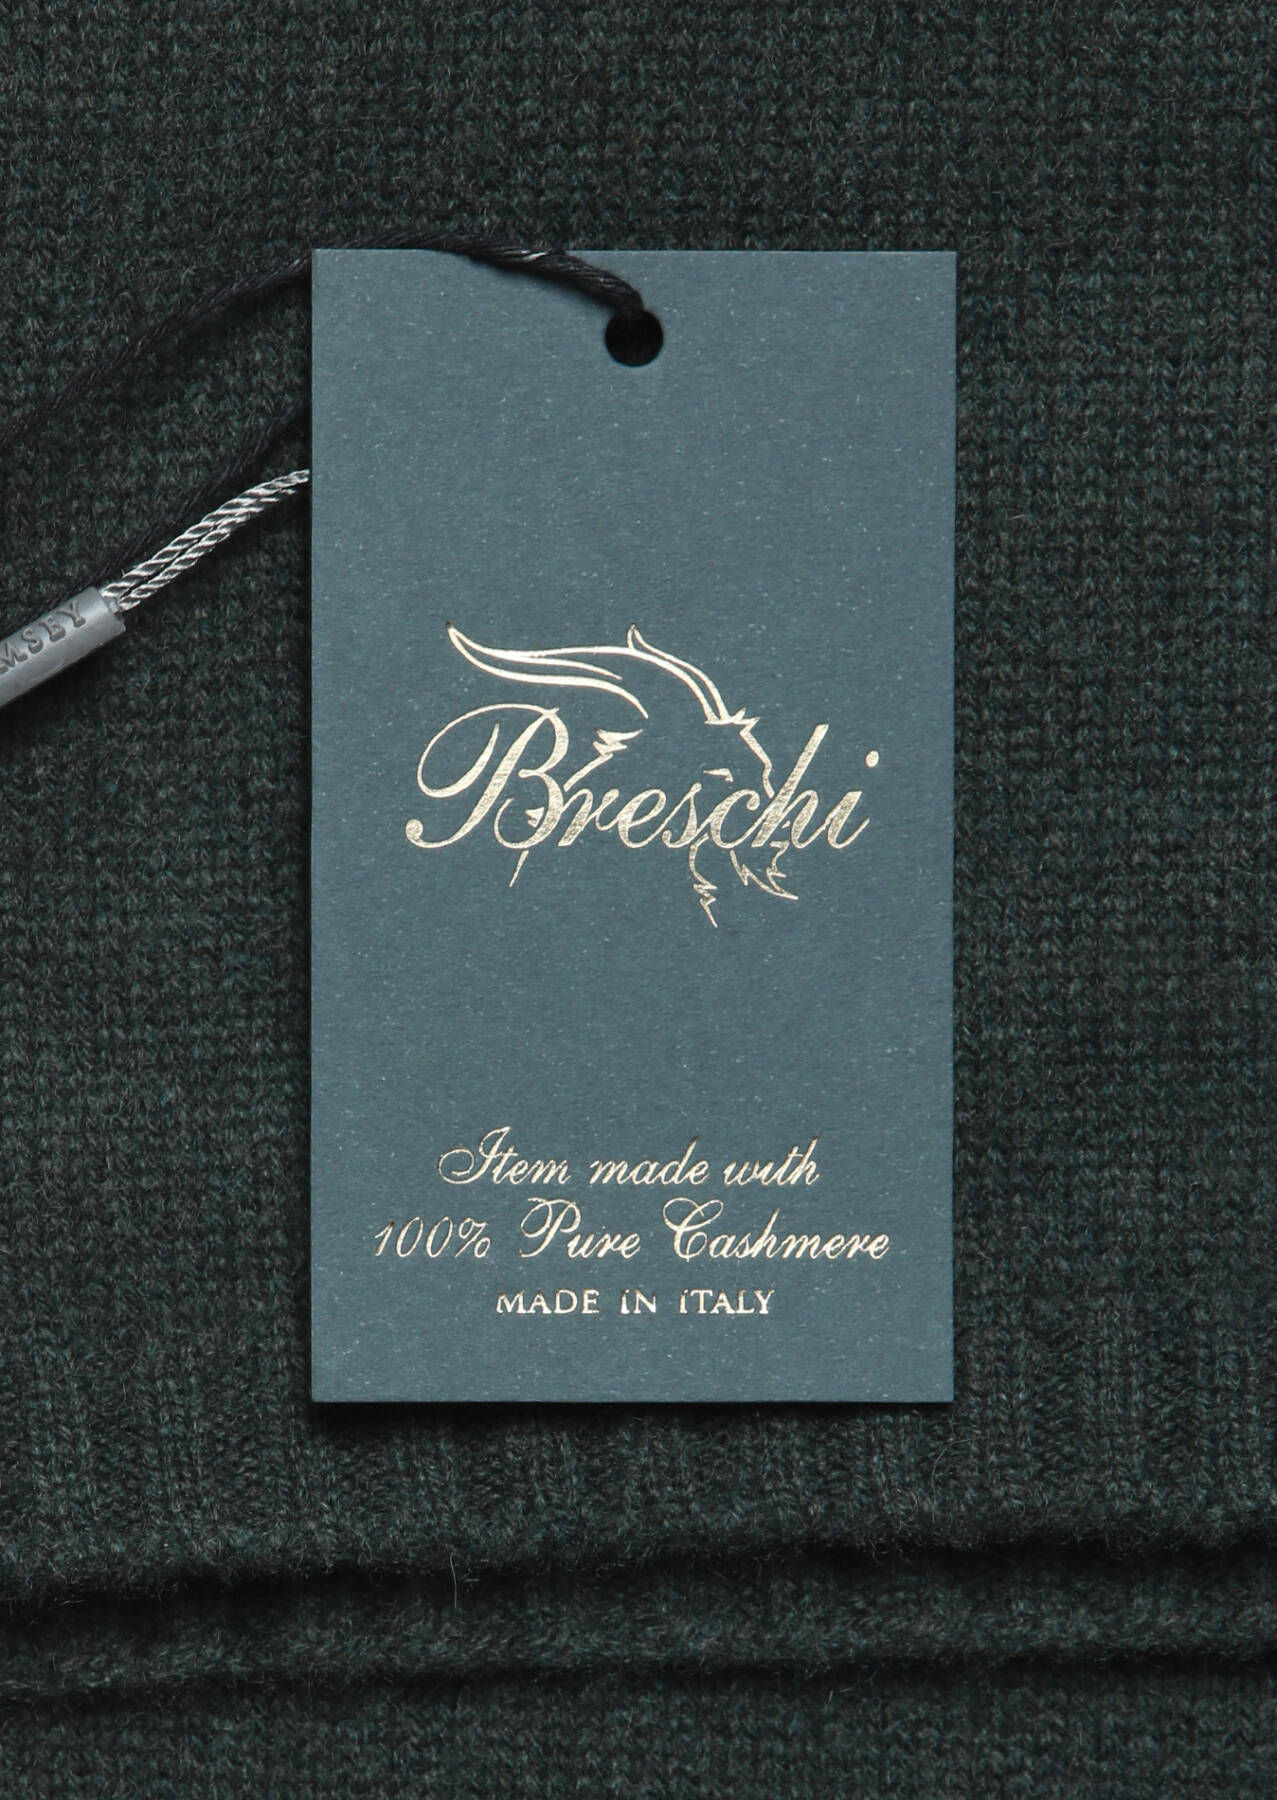 Breschi
Item made with
100% Pure Cashmere
MADE IN ITALY